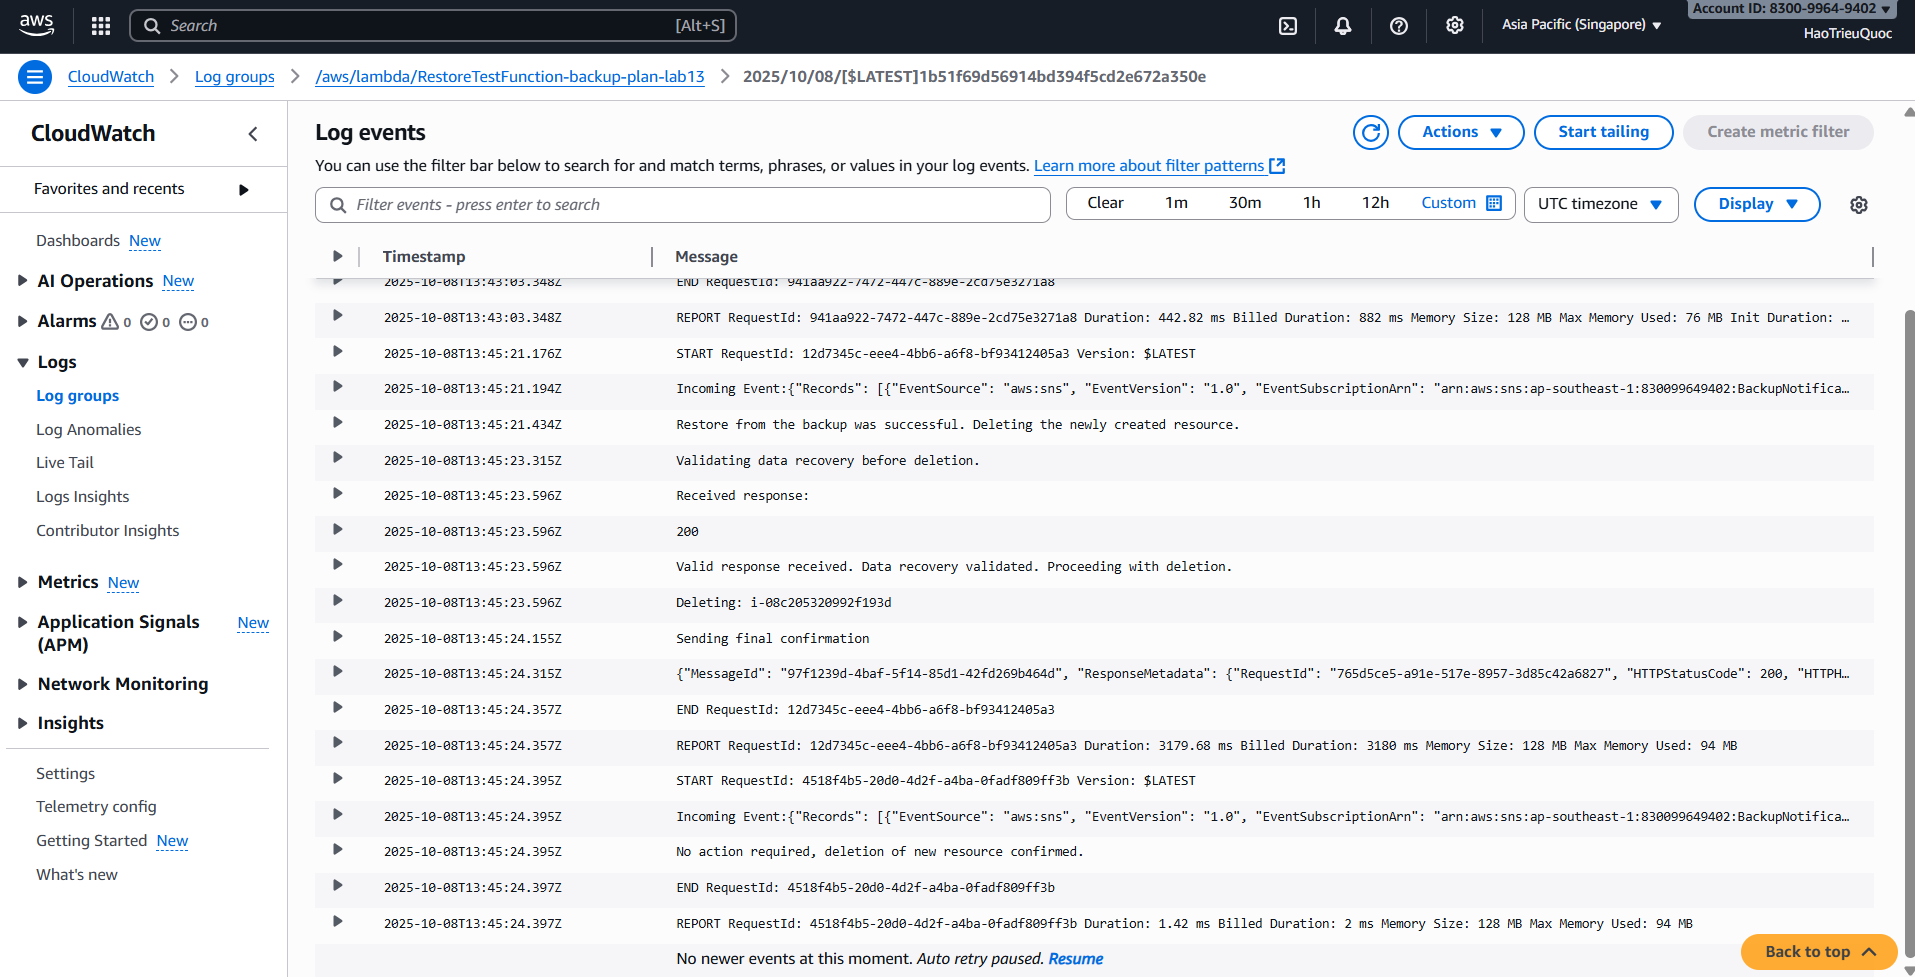 aws
Search
[Alt+S]
Asia Pacific (Singapore)
Account ID: 8300-9964-9402
HaoTrieuQuoc
CloudWatch
Log groups
/aws/lambda/RestoreTestFunction-backup-plan-lab13
2025/10/08/[$LATEST]1b51f69d56914bd394f5cd2e672a350e
CloudWatch
Favorites and recents
Dashboards New
AI Operations New
Alarms 0 0 0
Logs
Log groups
Log Anomalies
Live Tail
Logs Insights
Contributor Insights
Metrics New
Application Signals New
(APM)
Network Monitoring
Insights
Settings
Telemetry config
Getting Started New
What's new
Log events
Actions
Start tailing
Create metric filter
You can use the filter bar below to search for and match terms, phrases, or values in your log events. Learn more about filter patterns
Filter events - press enter to search
Clear 1m 30m 1h 12h Custom
UTC timezone
Display
Timestamp Message
2025-10-08T13:43:03.348Z END RequestId: 941aa922-7472-447c-889e-2cd75e3271a8
2025-10-08T13:43:03.348Z REPORT RequestId: 941aa922-7472-447c-889e-2cd75e3271a8 Duration: 442.82 ms Billed Duration: 882 ms Memory Size: 128 MB Max Memory Used: 76 MB Init Duration: …
2025-10-08T13:45:21.176Z START RequestId: 12d7345c-eee4-4bb6-a6f8-bf93412405a3 Version: $LATEST
2025-10-08T13:45:21.194Z Incoming Event:{"Records": [{"EventSource": "aws:sns", "EventVersion": "1.0", "EventSubscriptionArn": "arn:aws:sns:ap-southeast-1:830099649402:BackupNotifica…
2025-10-08T13:45:21.434Z Restore from the backup was successful. Deleting the newly created resource.
2025-10-08T13:45:23.315Z Validating data recovery before deletion.
2025-10-08T13:45:23.596Z Received response:
2025-10-08T13:45:23.596Z 200
2025-10-08T13:45:23.596Z Valid response received. Data recovery validated. Proceeding with deletion.
2025-10-08T13:45:23.596Z Deleting: i-08c205320992f193d
2025-10-08T13:45:24.155Z Sending final confirmation
2025-10-08T13:45:24.315Z {"MessageId": "97f1239d-4baf-5f14-85d1-42fd269b464d", "ResponseMetadata": {"RequestId": "765d5ce5-a91e-517e-8957-3d85c42a6827", "HTTPStatusCode": 200, "HTTPH…
2025-10-08T13:45:24.357Z END RequestId: 12d7345c-eee4-4bb6-a6f8-bf93412405a3
2025-10-08T13:45:24.357Z REPORT RequestId: 12d7345c-eee4-4bb6-a6f8-bf93412405a3 Duration: 3179.68 ms Billed Duration: 3180 ms Memory Size: 128 MB Max Memory Used: 94 MB
2025-10-08T13:45:24.395Z START RequestId: 4518f4b5-20d0-4d2f-a4ba-0fadf809ff3b Version: $LATEST
2025-10-08T13:45:24.395Z Incoming Event:{"Records": [{"EventSource": "aws:sns", "EventVersion": "1.0", "EventSubscriptionArn": "arn:aws:sns:ap-southeast-1:830099649402:BackupNotifica…
2025-10-08T13:45:24.395Z No action required, deletion of new resource confirmed.
2025-10-08T13:45:24.397Z END RequestId: 4518f4b5-20d0-4d2f-a4ba-0fadf809ff3b
2025-10-08T13:45:24.397Z REPORT RequestId: 4518f4b5-20d0-4d2f-a4ba-0fadf809ff3b Duration: 1.42 ms Billed Duration: 2 ms Memory Size: 128 MB Max Memory Used: 94 MB
No newer events at this moment. Auto retry paused. Resume
Back to top